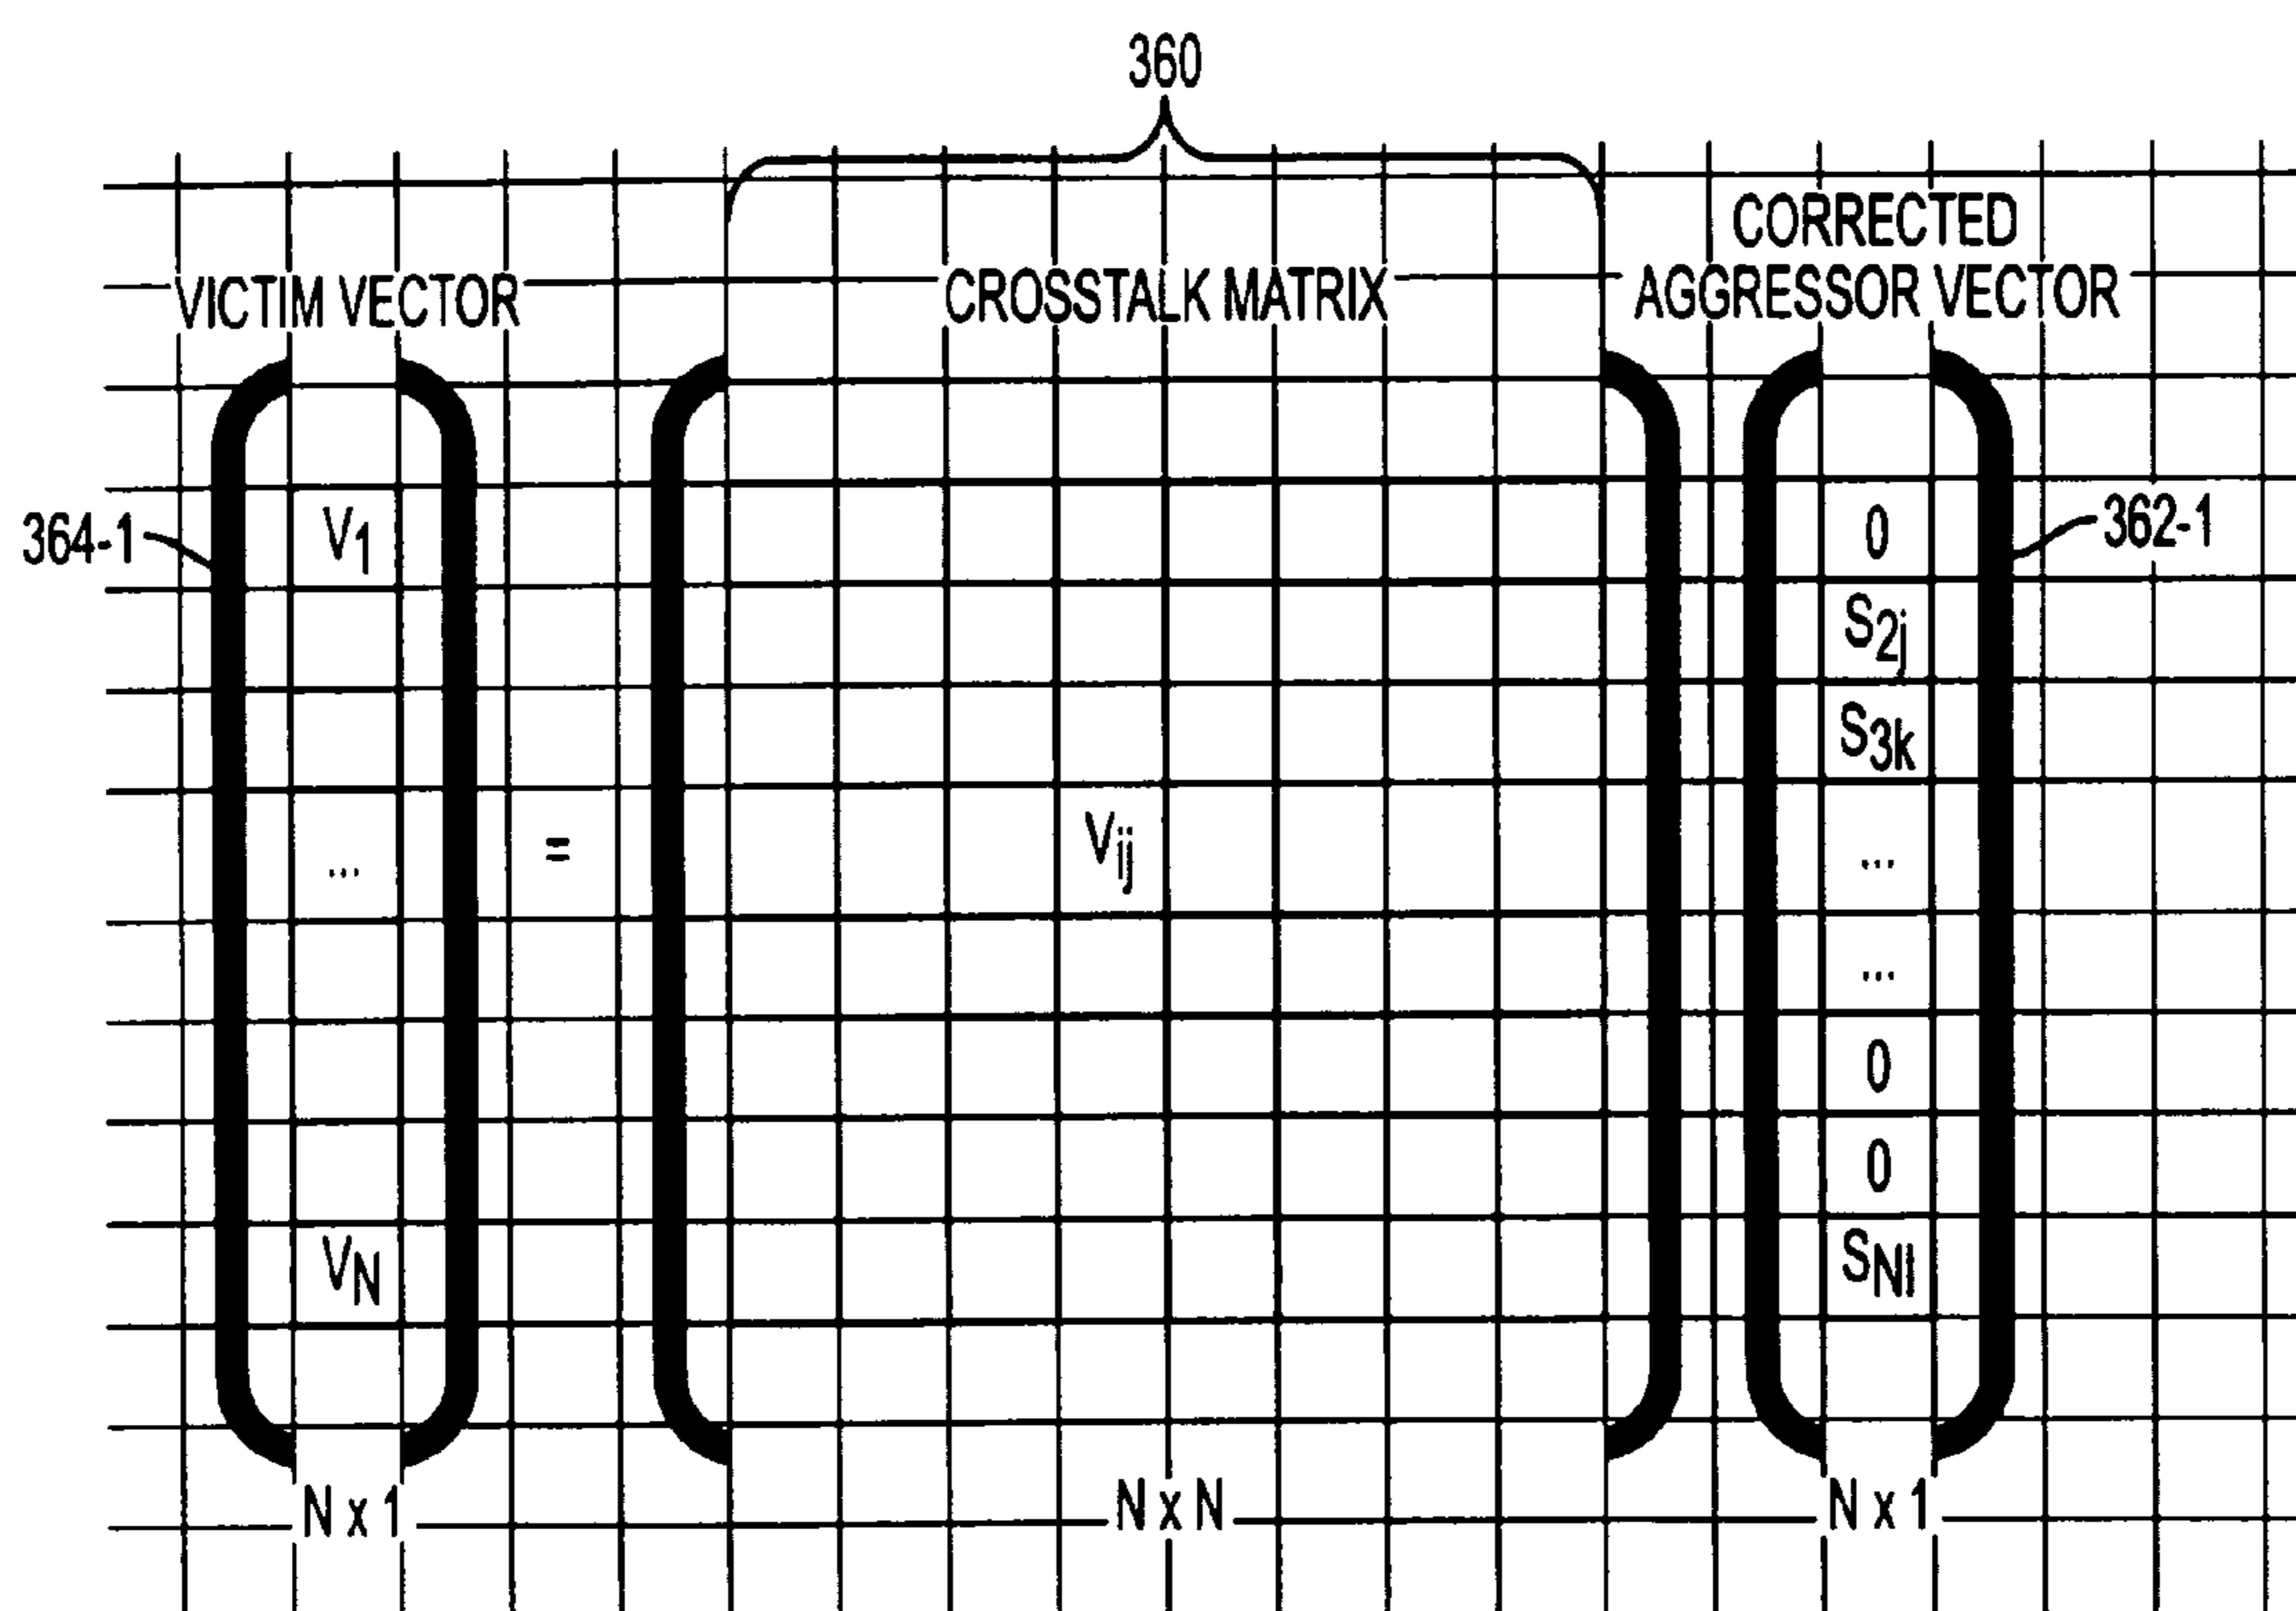 360
CORRECTED
VICTIM VECTOR CROSSTALK MATRIX AGGRESSOR VECTOR
364-1 V1 0 362-1
S2j
S3k
... = Vij ...
...
0
0
VN SNl
N x 1 N x N N x 1